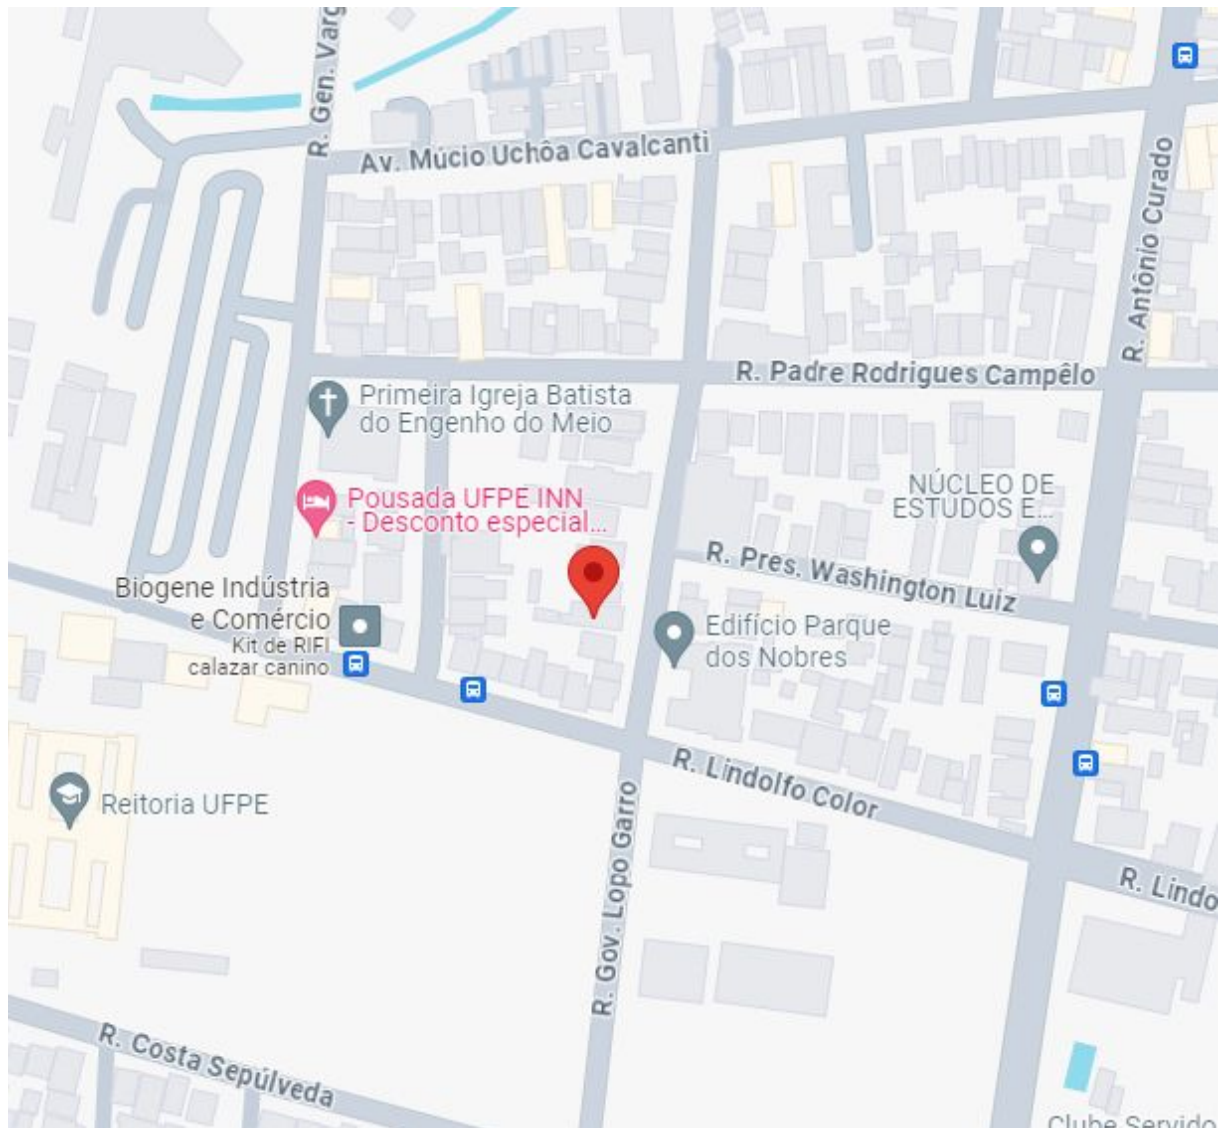 R. Gen. Varg
Av. Múcio Uchôa Cavalcanti
R. Antônio Curado
R. Padre Rodrigues Campêlo
Primeira Igreja Batista
do Engenho do Meio
NÚCLEO DE
ESTUDOS E...
Pousada UFPE INN
- Desconto especial...
R. Pres. Washington Luiz
Biogene Indústria
e Comércio
Kit de RIFI
calazar canino
Edifício Parque
dos Nobres
R. Lindolfo Color
Reitoria UFPE
R. Gov. Lopo Garro
R. Lindo
R. Costa Sepúlveda
Clube Servido